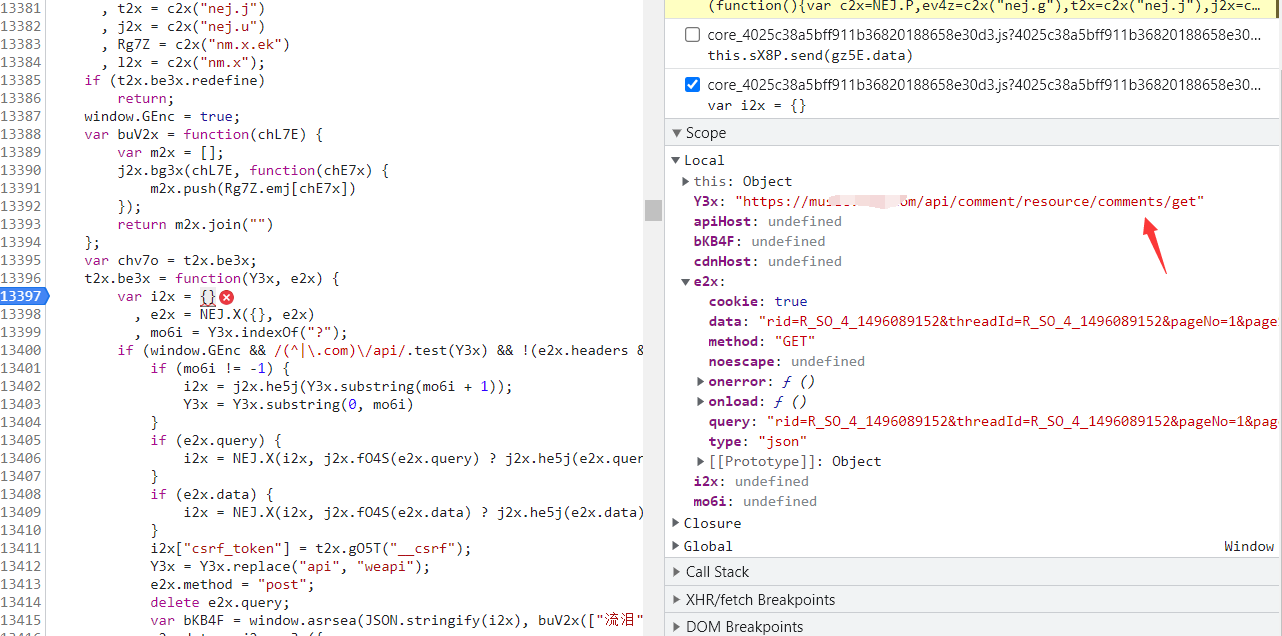 13381 , t2x = c2x("nej.j")
13382 , j2x = c2x("nej.u")
13383 , Rg7Z = c2x("nm.x.ek")
13384 , l2x = c2x("nm.x");
13385 if (t2x.be3x.redefine)
13386 return;
13387 window.GEnc = true;
13388 var buV2x = function(chL7E) {
13389 var m2x = [];
13390 j2x.bg3x(chL7E, function(chE7x) {
13391 m2x.push(Rg7Z.emj[chE7x])
13392 });
13393 return m2x.join("")
13394 };
13395 var chv7o = t2x.be3x;
13396 t2x.be3x = function(Y3x, e2x) {
13397 var i2x = {}
13398 , e2x = NEJ.X({}, e2x)
13399 , mo6i = Y3x.indexOf("?");
13400 if (window.GEnc && /(^|\.com)\/api/.test(Y3x) && !(e2x.headers &
13401 if (mo6i != -1) {
13402 i2x = j2x.he5j(Y3x.substring(mo6i + 1));
13403 Y3x = Y3x.substring(0, mo6i)
13404 }
13405 if (e2x.query) {
13406 i2x = NEJ.X(i2x, j2x.fO4S(e2x.query) ? j2x.he5j(e2x.quer
13407 }
13408 if (e2x.data) {
13409 i2x = NEJ.X(i2x, j2x.fO4S(e2x.data) ? j2x.he5j(e2x.data)
13410 }
13411 i2x["csrf_token"] = t2x.gO5T("__csrf");
13412 Y3x = Y3x.replace("api", "weapi");
13413 e2x.method = "post";
13414 delete e2x.query;
13415 var bKB4F = window.asrsea(JSON.stringify(i2x), buV2x(["流泪"
(function(){var c2x=NEJ.P,ev4z=c2x("nej.g"),t2x=c2x("nej.j"),j2x=c…
core_4025c38a5bff911b36820188658e30d3.js?4025c38a5bff911b36820188658e30…
this.sX8P.send(gz5E.data)
core_4025c38a5bff911b36820188658e30d3.js?4025c38a5bff911b36820188658e30…
var i2x = {}
Scope
Local
this: Object
Y3x: "https://mus om/api/comment/resource/comments/get"
apiHost: undefined
bKB4F: undefined
cdnHost: undefined
e2x:
cookie: true
data: "rid=R_SO_4_1496089152&threadId=R_SO_4_1496089152&pageNo=1&page
method: "GET"
noescape: undefined
onerror: ƒ ()
onload: ƒ ()
query: "rid=R_SO_4_1496089152&threadId=R_SO_4_1496089152&pageNo=1&pag
type: "json"
[[Prototype]]: Object
i2x: undefined
mo6i: undefined
Closure
Global Window
Call Stack
XHR/fetch Breakpoints
DOM Breakpoints